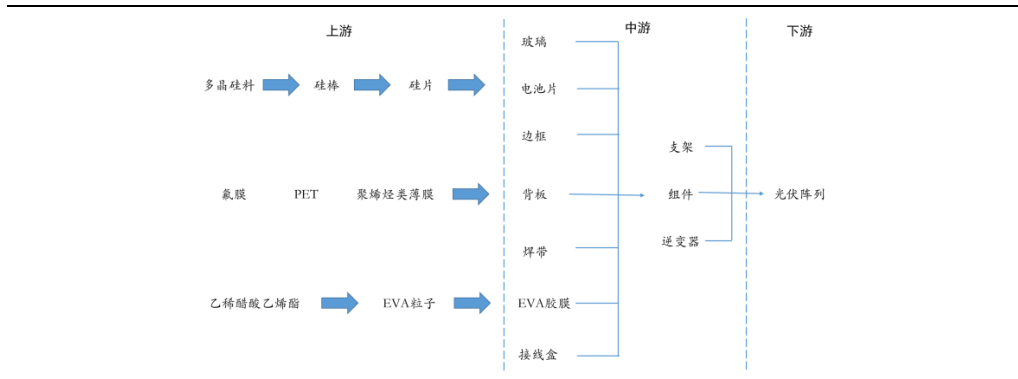 上游
中游
下游
玻璃
多晶硅料
硅棒
硅片
电池片
边框
支架
氟膜
PET
聚烯烃类薄膜
背板
组件
光伏阵列
逆变器
焊带
乙稀醋酸乙烯酯
EVA粒子
EVA胶膜
接线盒